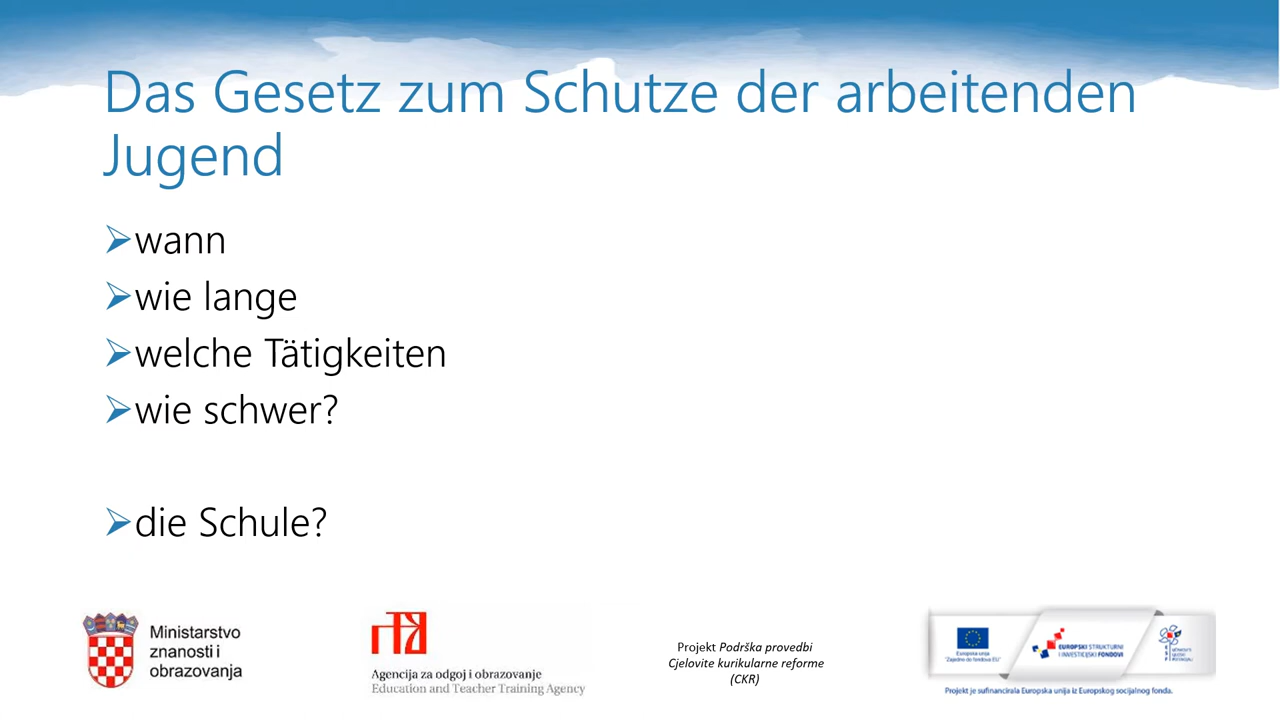 Das Gesetz zum Schutze der arbeitenden
Jugend
wann
wie lange
welche Tätigkeiten
wie schwer?
die Schule?
Ministarstvo
znanosti i
obrazovanja
Agencija za odgoj i obrazovanje
Education and Teacher Training Agency
Projekt Podrška provedbi
Cjelovite kurikularne reforme
(CKR)
Europska unija
"Zajedno do fondova EU"
EUROPSKI STRUKTURNI
I INVESTICIJSKI FONDOVI
Projekt je sufinancirala Europska unija iz Europskog socijalnog fonda.